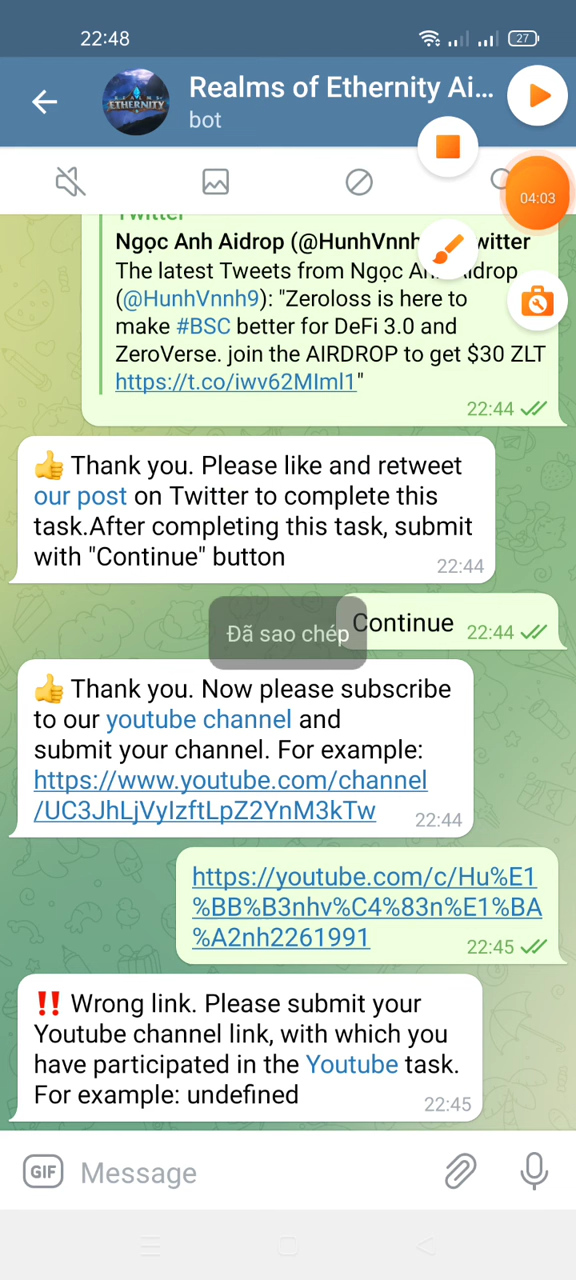 22:48
27
Realms of Ethernity Ai...
bot
ETHERNITY
04:03
Twitter
Ngọc Anh Aidrop (@HunhVnnh witter
The latest Tweets from Ngọc An idrop
(@HunhVnnh9): "Zeroloss is here to
make #BSC better for DeFi 3.0 and
ZeroVerse. join the AIRDROP to get $30 ZLT
https://t.co/iwv62MIml1"
22:44
👍 Thank you. Please like and retweet
our post on Twitter to complete this
task.After completing this task, submit
with "Continue" button
22:44
Đã sao chép
Continue 22:44
👍 Thank you. Now please subscribe
to our youtube channel and
submit your channel. For example:
https://www.youtube.com/channel
/UC3JhLjVyIzftLpZ2YnM3kTw
22:44
https://youtube.com/c/Hu%E1
%BB%B3nhv%C4%83n%E1%BA
%A2nh2261991
22:45
‼️ Wrong link. Please submit your
Youtube channel link, with which you
have participated in the Youtube task.
For example: undefined
22:45
GIF Message